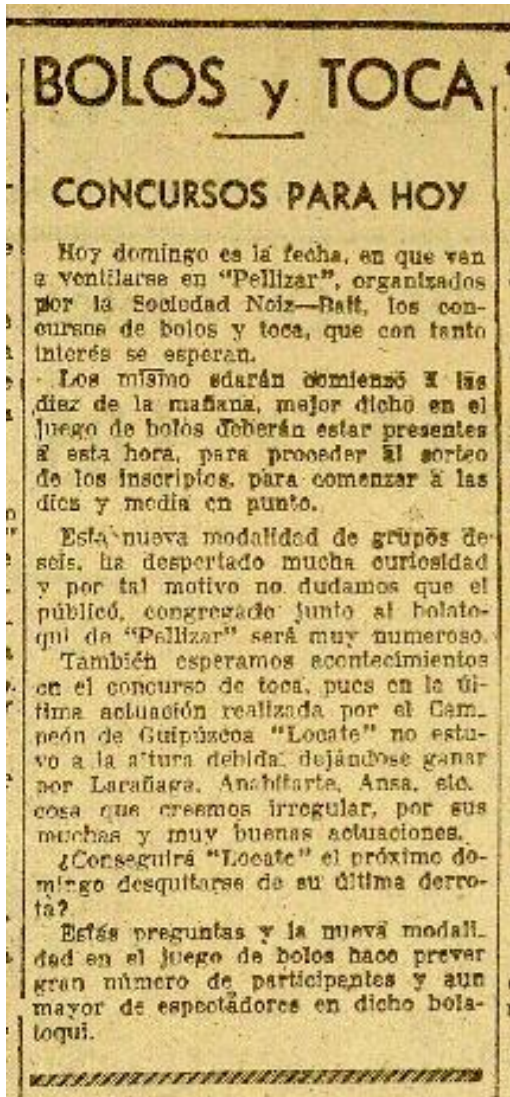 BOLOS y TOCA
CONCURSOS PARA HOY
Hoy domingo es la fecha, en que ven
a ventilarse en "Pellizar", organizados
por la Sociedad Noiz—Bait, los con-
cursos de bolos y toca, que con tanto
interés se esperan.
Los mismo sdarán comienzo a las
diez de la mañana, mejor dicho en el
juego de bolos deberán estar presentes
a esta hora, para proceder al sorteo
de los inscriptos, para comenzar a las
diez y media en punto.
Esta nueva modalidad de grupos de
seis, ha despertado mucha curiosidad
y por tal motivo no dudamos que el
público, congregado junto al bolato-
qui de "Pellizar" será muy numeroso.
También esperamos acontecimientos
en el concurso de toca, pues en la úl-
tima actuación realizada por el Cam_
peón de Guipúzcoa "Locate" no estu-
vo a la altura debida, dejándose ganar
por Larañaga, Anabitarte, Ansa, etc.
cosa que creemos irregular, por sus
muchas y muy buenas actuaciones.
¿Conseguirá "Locate" el próximo do-
mingo desquitarse de su última derro-
ta?
Estas preguntas y la nueva modali_
dad en el juego de bolos hace prever
gran número de participantes y aun
mayor de espectadores en dicho bola-
toqui.